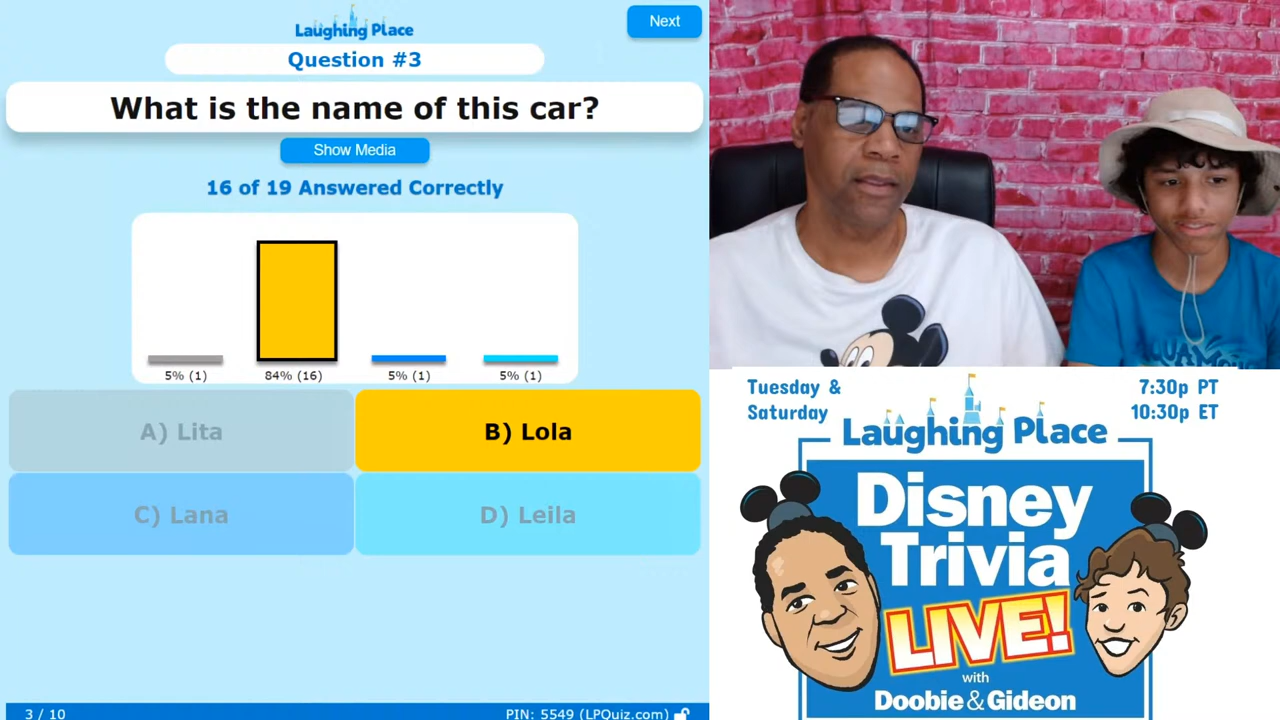 Laughing Place
Next
Question #3
What is the name of this car?
Show Media
16 of 19 Answered Correctly
5% (1)
84% (16)
5% (1)
5% (1)
A) Lita
B) Lola
C) Lana
D) Leila
3 / 10
PIN: 5549 (LPQuiz.com)
Tuesday &
Saturday
7:30p PT
10:30p ET
Laughing Place
Disney
Trivia
LIVE!
with
Doobie & Gideon